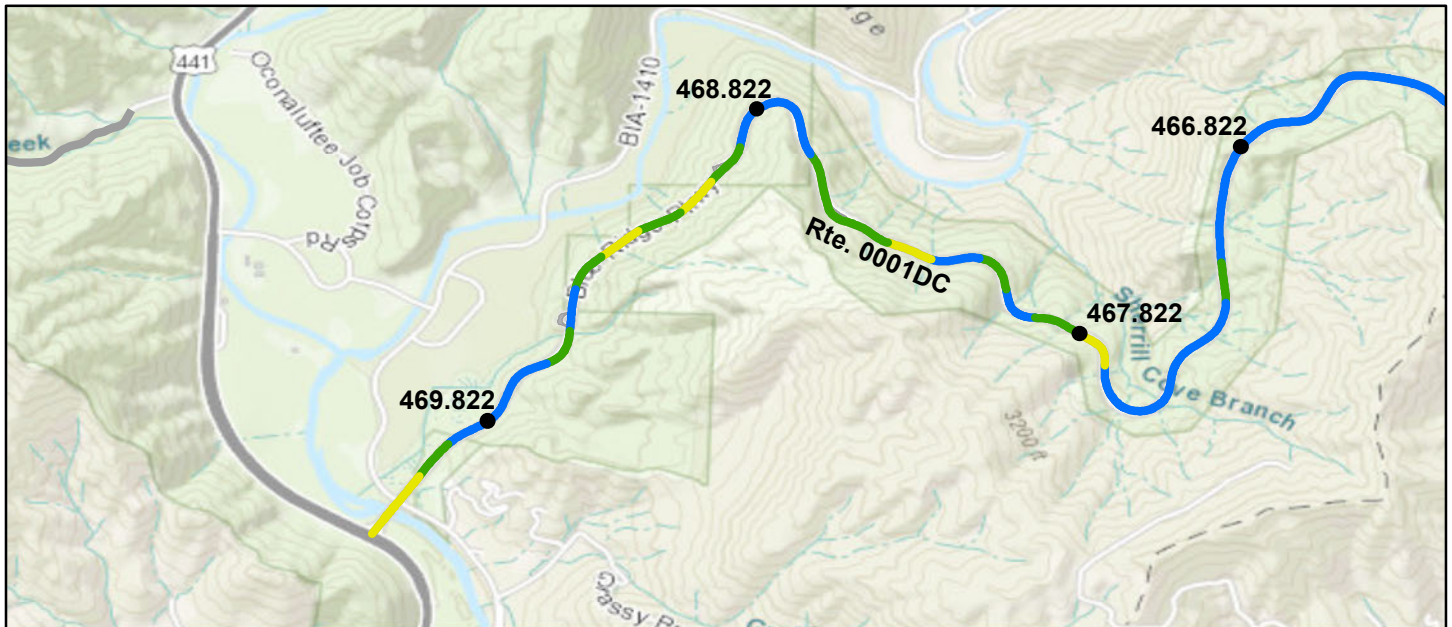 441
Oconaluftee Job Corps Rd
BIA-1410
468.822
466.822
eek
Rte. 0001DC
467.822
Cove Branch
469.822
3200 ft